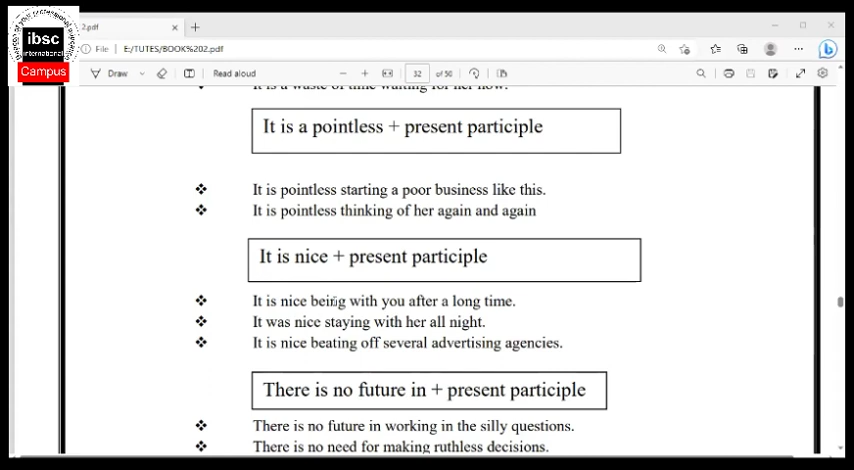 2.pdf
ibsc
international
Campus
File E:/TUTES/BOOK%202.pdf
Draw Read aloud 32 of 50
It is a waste of time waiting for her now.
It is a pointless + present participle
❖ It is pointless starting a poor business like this.
❖ It is pointless thinking of her again and again
It is nice + present participle
❖ It is nice being with you after a long time.
❖ It was nice staying with her all night.
❖ It is nice beating off several advertising agencies.
There is no future in + present participle
❖ There is no future in working in the silly questions.
❖ There is no need for making ruthless decisions.